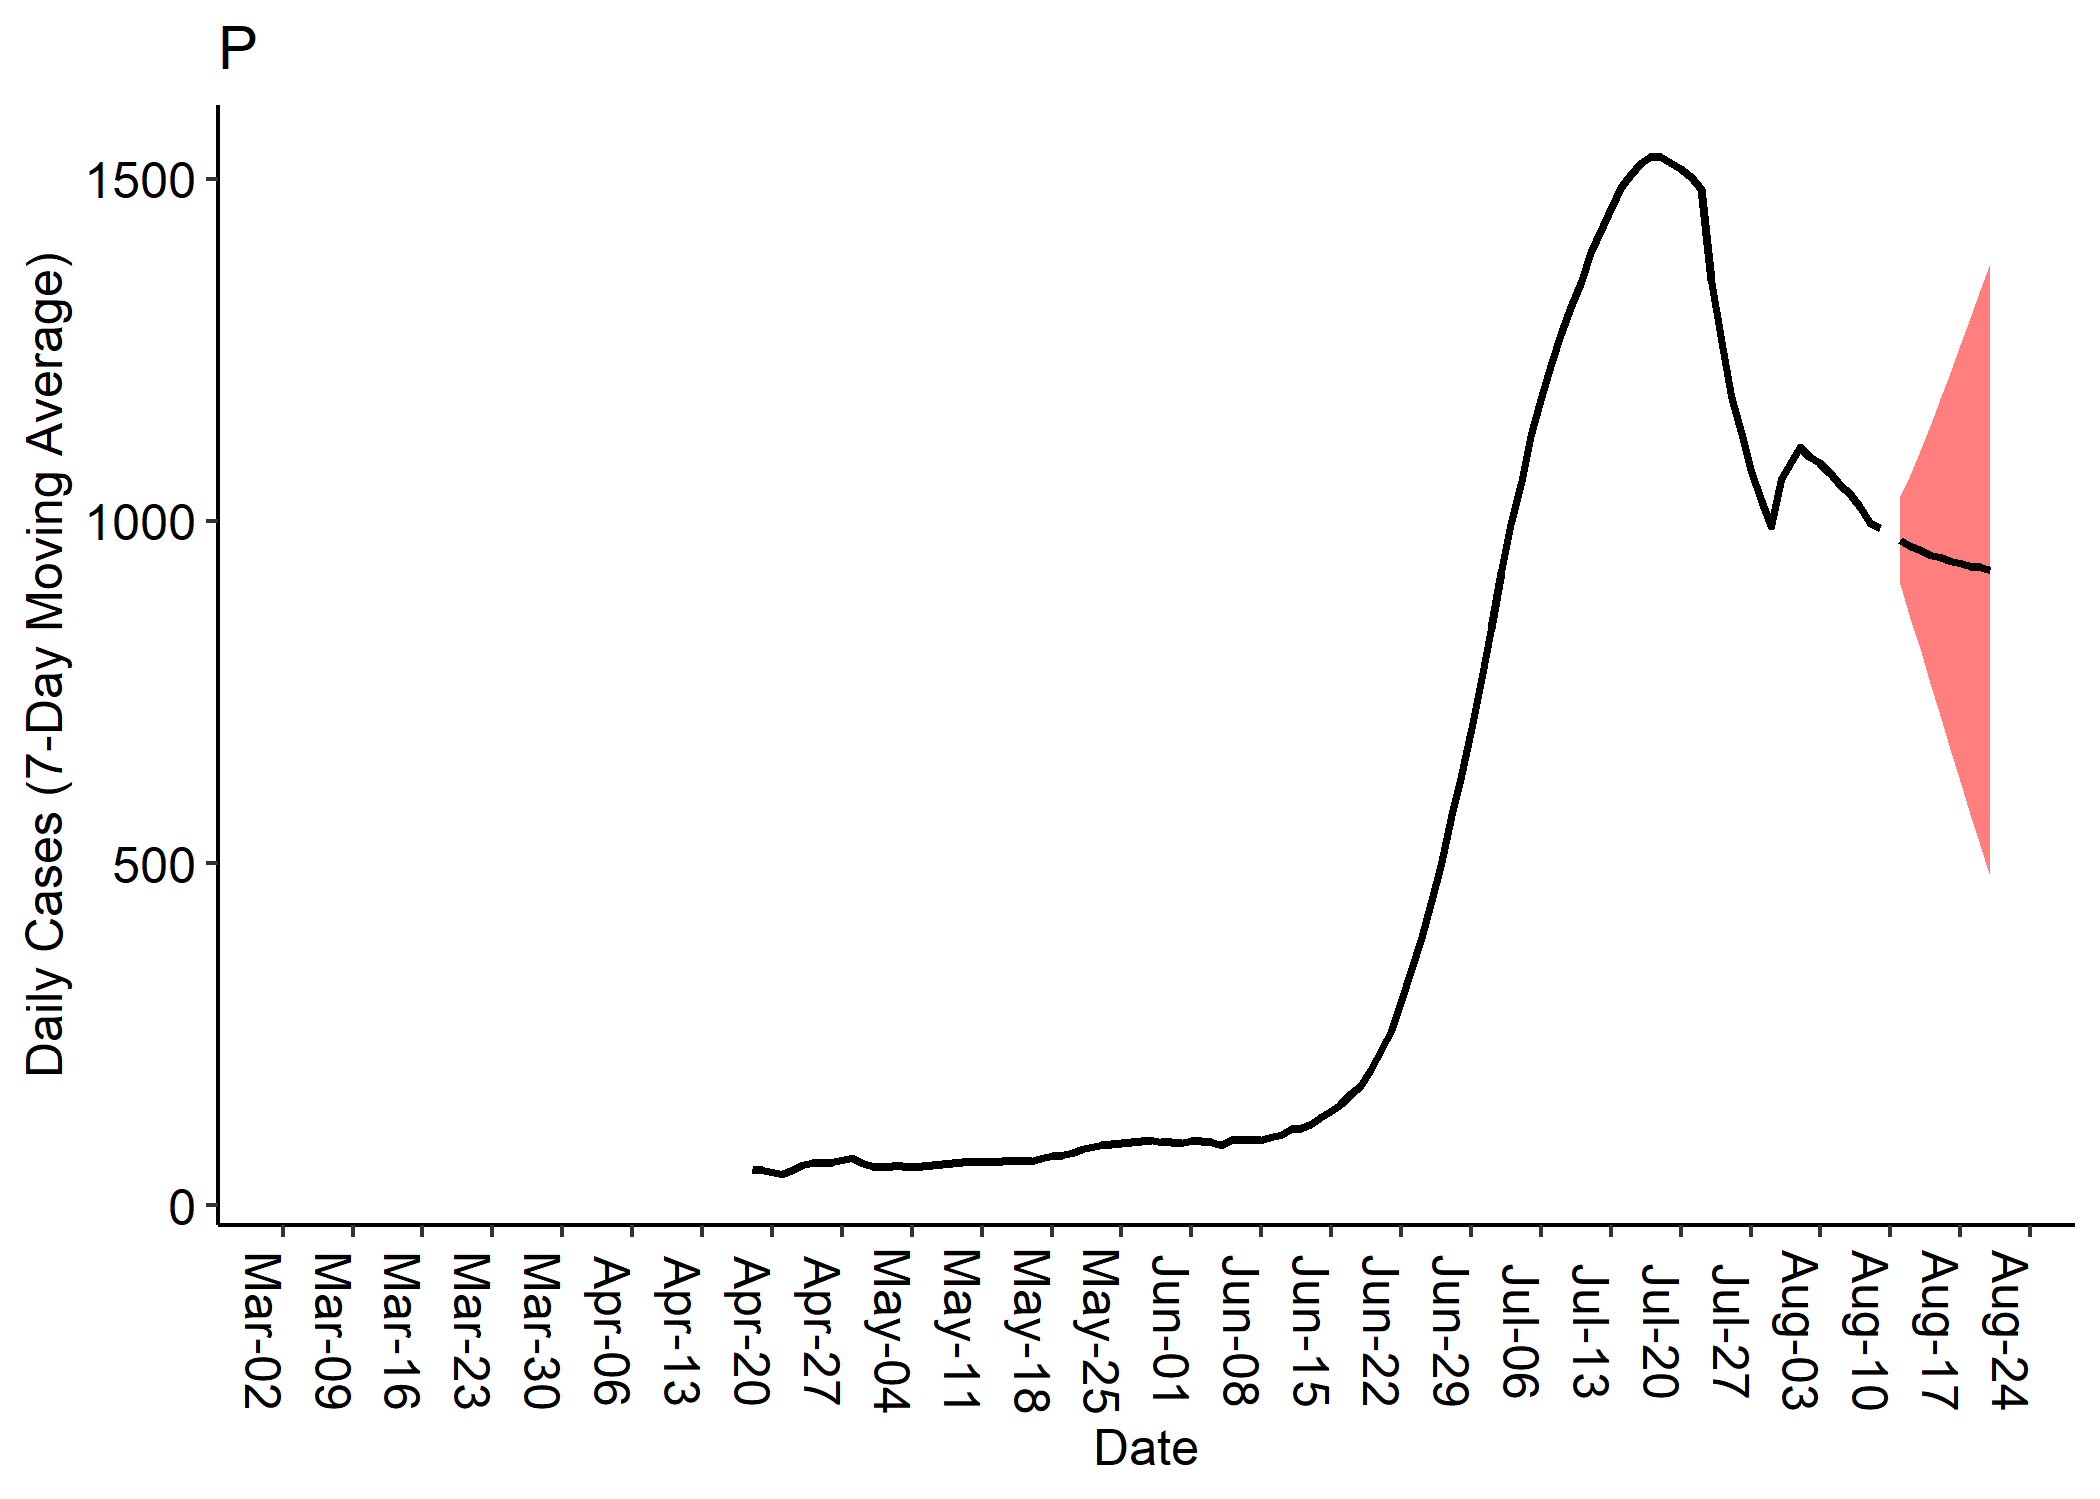 P
Daily Cases (7-Day Moving Average)
1500
1000
500
0
Mar-02
Mar-09
Mar-16
Mar-23
Mar-30
Apr-06
Apr-13
Apr-20
Apr-27
May-04
May-11
May-18
May-25
Jun-01
Jun-08
Jun-15
Jun-22
Jun-29
Jul-06
Jul-13
Jul-20
Jul-27
Aug-03
Aug-10
Aug-17
Aug-24
Date